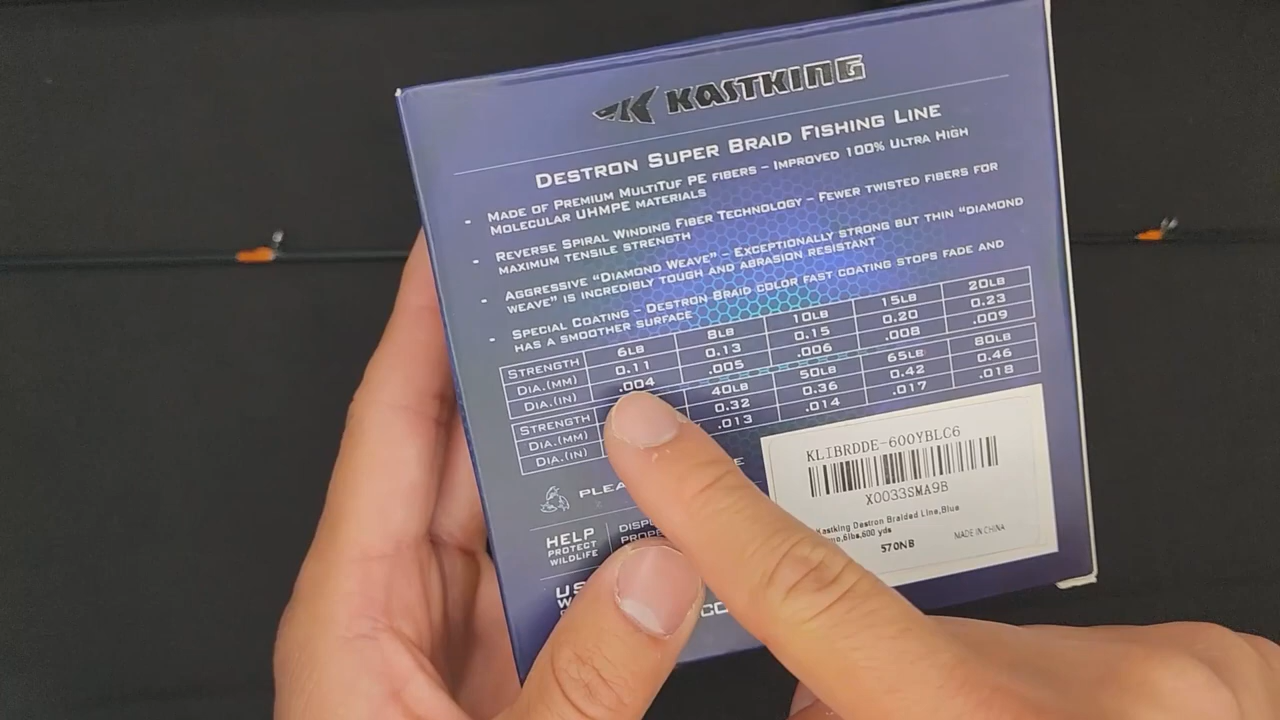 KASTKING
DESTRON SUPER BRAID FISHING LINE
- MADE OF PREMIUM MULTITUF PE FIBERS – IMPROVED 100% ULTRA HIGH
MOLECULAR UHMPE MATERIALS
- REVERSE SPIRAL WINDING FIBER TECHNOLOGY – FEWER TWISTED FIBERS FOR
MAXIMUM TENSILE STRENGTH
- AGGRESSIVE "DIAMOND WEAVE" – EXCEPTIONALLY STRONG BUT THIN "DIAMOND
WEAVE" IS INCREDIBLY TOUGH AND ABRASION RESISTANT
- SPECIAL COATING – DESTRON BRAID COLOR FAST COATING STOPS FADE AND
HAS A SMOOTHER SURFACE
STRENGTH 6LB 8LB 10LB 15LB 20LB
DIA.(MM) 0.11 0.13 0.15 0.20 0.23
DIA.(IN) .004 .005 .006 .008 .009
STRENGTH 40LB 50LB 65LB 80LB
DIA.(MM) 0.32 0.36 0.42 0.46
DIA.(IN) .013 .014 .017 .018
HELP
PROTECT
WILDLIFE
KLIBRDDE-600YBLC6
X0033SMA9B
Kastking Destron Braided Line,Blue
,6lbs,600 yds
570NB
MADE IN CHINA